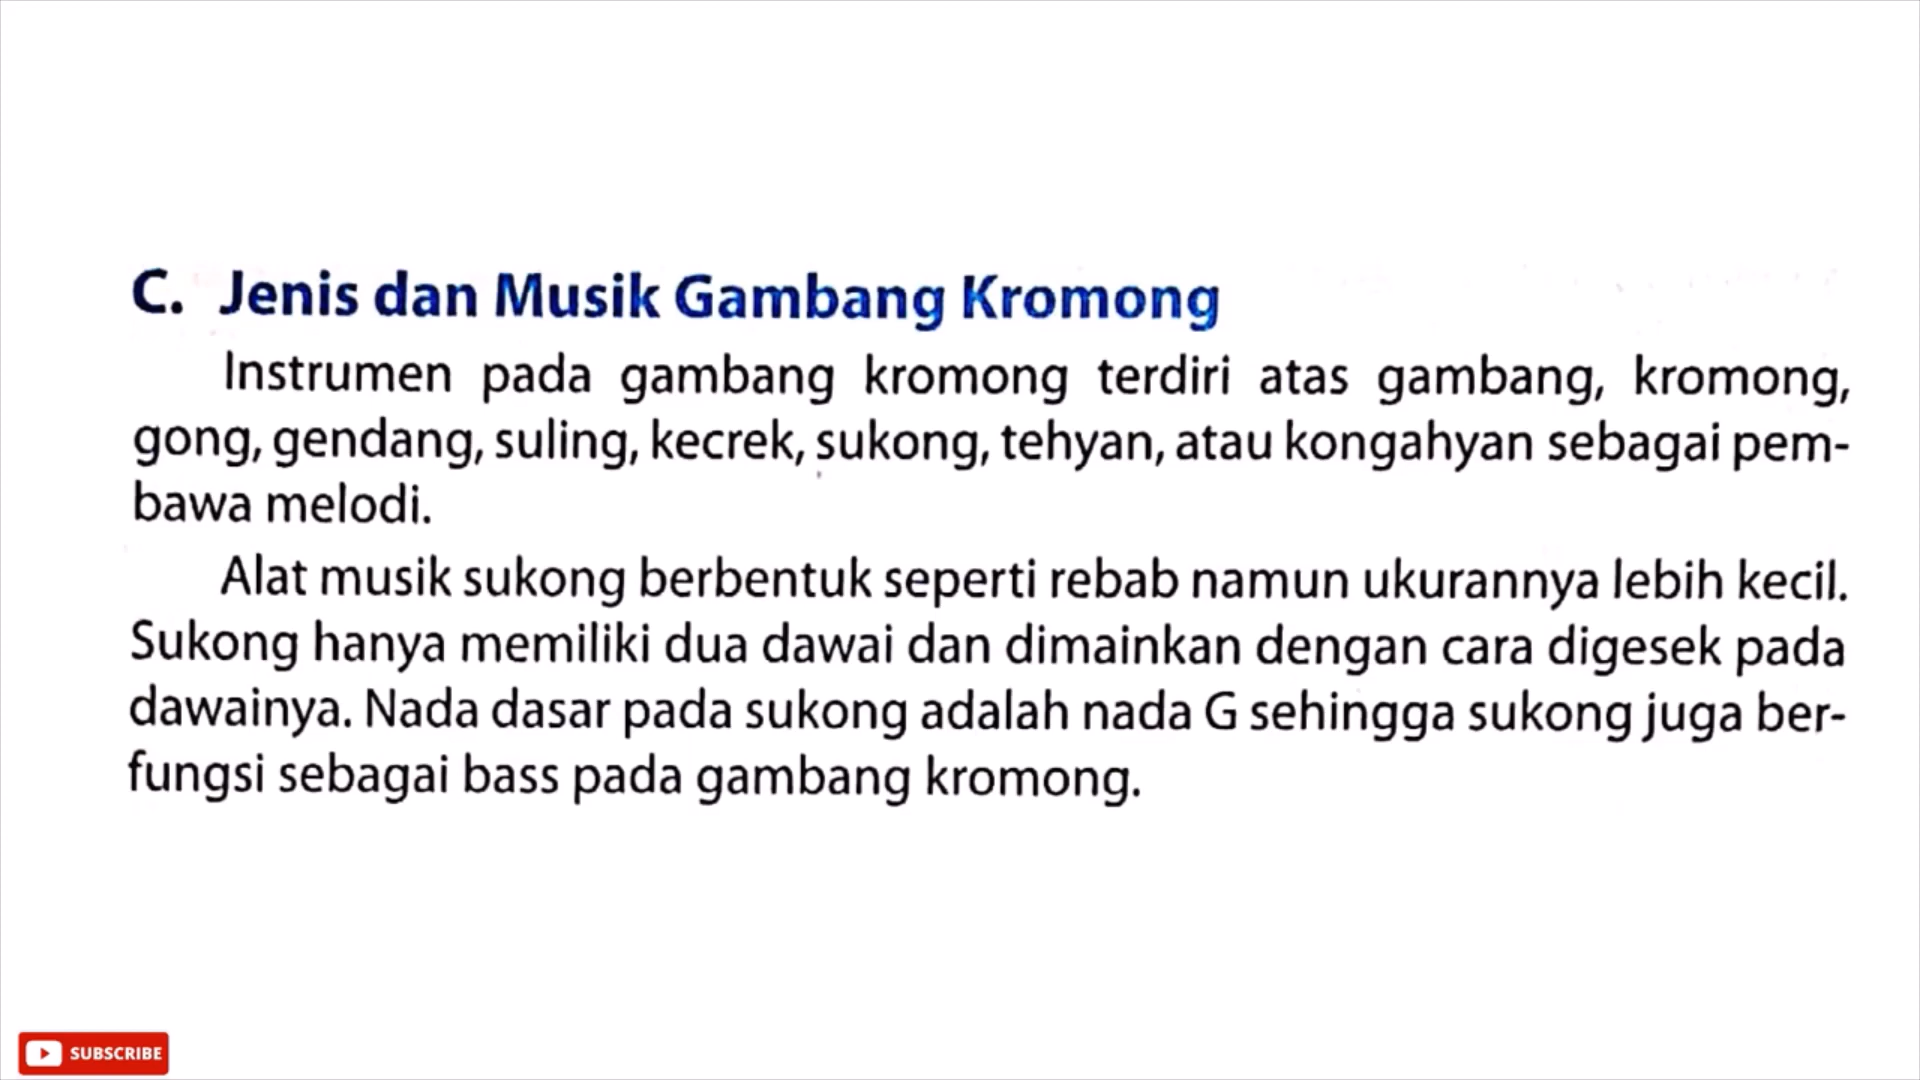 C. Jenis dan Musik Gambang Kromong
Instrumen pada gambang kromong terdiri atas gambang, kromong,
gong, gendang, suling, kecrek, sukong, tehyan, atau kongahyan sebagai pem-
bawa melodi.
Alat musik sukong berbentuk seperti rebab namun ukurannya lebih kecil.
Sukong hanya memiliki dua dawai dan dimainkan dengan cara digesek pada
dawainya. Nada dasar pada sukong adalah nada G sehingga sukong juga ber-
fungsi sebagai bass pada gambang kromong.
SUBSCRIBE